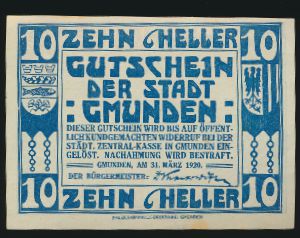 10 ZEHN HELLER 10
GUTSCHEIN
DER STADT
GMUNDEN
DIESER GUTSCHEIN WIRD BIS AUF ÖFFENT-
LICH KUNDGEMACHTEN WIDERRUF BEI DER
STÄDT. ZENTRAL-KASSE IN GMUNDEN EIN-
GELÖST. NACHAHMUNG WIRD BESTRAFT.
GMUNDEN, AM 31. MÄRZ 1920.
DER BÜRGERMEISTER:
10 ZEHN HELLER 10